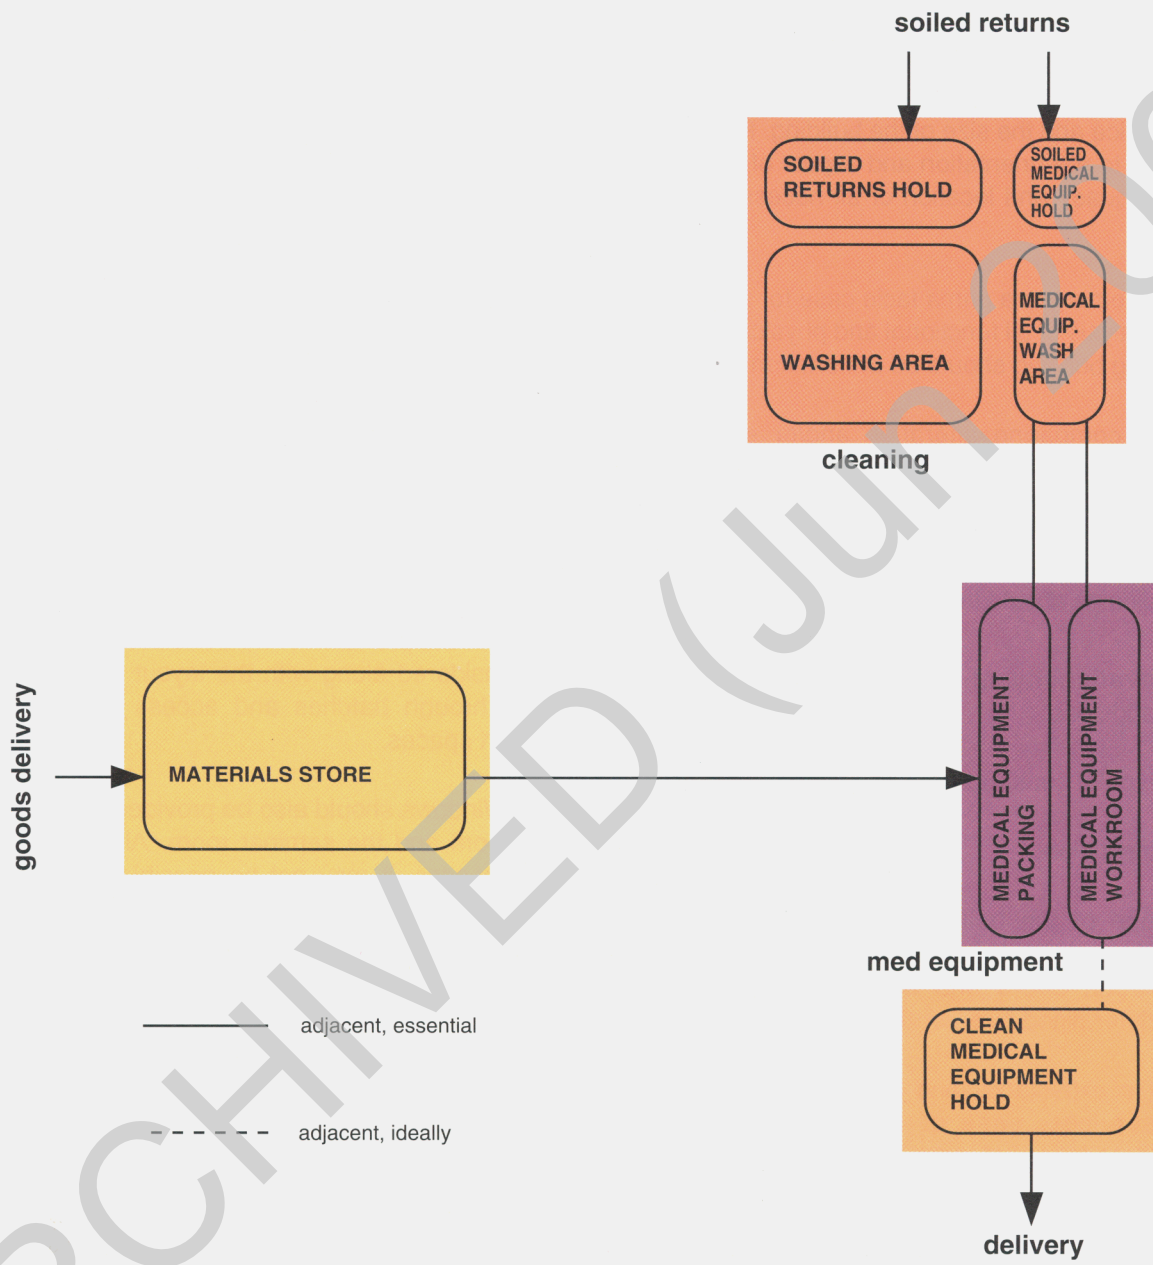 soiled returns
SOILED
RETURNS HOLD
SOILED
MEDICAL
EQUIP.
HOLD
WASHING AREA
MEDICAL
EQUIP.
WASH
AREA
cleaning
goods delivery
MATERIALS STORE
MEDICAL EQUIPMENT
PACKING
MEDICAL EQUIPMENT
WORKROOM
med equipment
adjacent, essential
adjacent, ideally
CLEAN
MEDICAL
EQUIPMENT
HOLD
delivery
RCHIVED (Jun 20